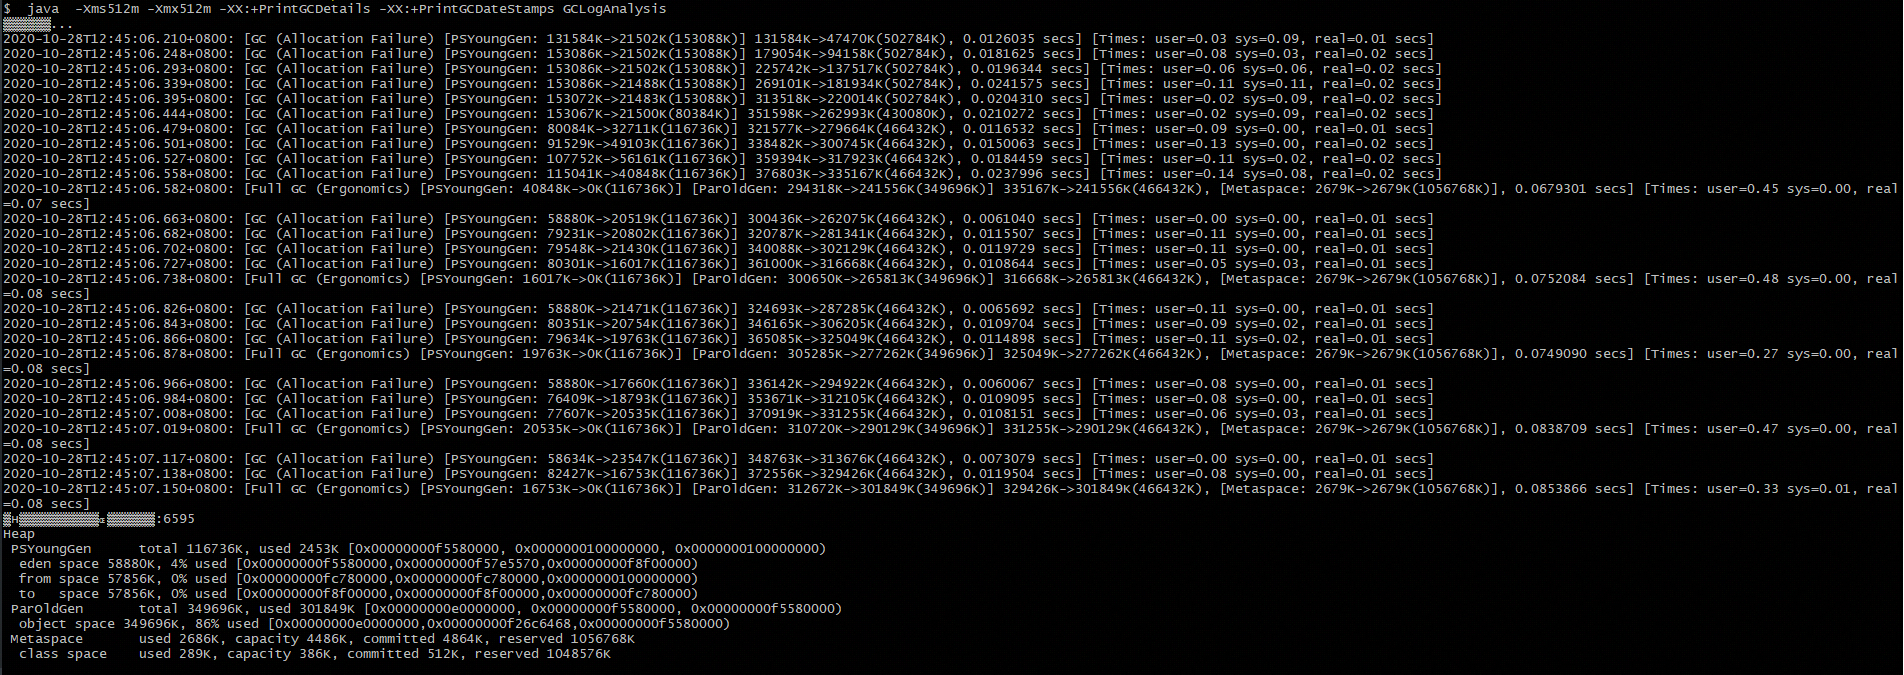 $  java  -Xms512m -Xmx512m -XX:+PrintGCDetails -XX:+PrintGCDateStamps GCLogAnalysis
...
2020-10-28T12:45:06.210+0800: [GC (Allocation Failure) [PSYoungGen: 131584K->21502K(153088K)] 131584K->47470K(502784K), 0.0126035 secs] [Times: user=0.03 sys=0.09, real=0.01 secs]
2020-10-28T12:45:06.248+0800: [GC (Allocation Failure) [PSYoungGen: 153086K->21502K(153088K)] 179054K->94158K(502784K), 0.0181625 secs] [Times: user=0.08 sys=0.03, real=0.02 secs]
2020-10-28T12:45:06.293+0800: [GC (Allocation Failure) [PSYoungGen: 153086K->21502K(153088K)] 225742K->137517K(502784K), 0.0196344 secs] [Times: user=0.06 sys=0.06, real=0.02 secs]
2020-10-28T12:45:06.339+0800: [GC (Allocation Failure) [PSYoungGen: 153086K->21488K(153088K)] 269101K->181934K(502784K), 0.0241575 secs] [Times: user=0.11 sys=0.11, real=0.02 secs]
2020-10-28T12:45:06.395+0800: [GC (Allocation Failure) [PSYoungGen: 153072K->21483K(153088K)] 313518K->220014K(502784K), 0.0204310 secs] [Times: user=0.02 sys=0.09, real=0.02 secs]
2020-10-28T12:45:06.444+0800: [GC (Allocation Failure) [PSYoungGen: 153067K->21500K(80384K)] 351598K->262993K(430080K), 0.0210272 secs] [Times: user=0.02 sys=0.09, real=0.02 secs]
2020-10-28T12:45:06.479+0800: [GC (Allocation Failure) [PSYoungGen: 80084K->32711K(116736K)] 321577K->279664K(466432K), 0.0116532 secs] [Times: user=0.09 sys=0.00, real=0.01 secs]
2020-10-28T12:45:06.501+0800: [GC (Allocation Failure) [PSYoungGen: 91529K->49103K(116736K)] 338482K->300745K(466432K), 0.0150063 secs] [Times: user=0.13 sys=0.00, real=0.02 secs]
2020-10-28T12:45:06.527+0800: [GC (Allocation Failure) [PSYoungGen: 107752K->56161K(116736K)] 359394K->317923K(466432K), 0.0184459 secs] [Times: user=0.11 sys=0.02, real=0.02 secs]
2020-10-28T12:45:06.558+0800: [GC (Allocation Failure) [PSYoungGen: 115041K->40848K(116736K)] 376803K->335167K(466432K), 0.0237996 secs] [Times: user=0.14 sys=0.08, real=0.02 secs]
2020-10-28T12:45:06.582+0800: [Full GC (Ergonomics) [PSYoungGen: 40848K->0K(116736K)] [ParOldGen: 294318K->241556K(349696K)] 335167K->241556K(466432K), [Metaspace: 2679K->2679K(1056768K)], 0.0679301 secs] [Times: user=0.45 sys=0.00, real
=0.07 secs]
2020-10-28T12:45:06.663+0800: [GC (Allocation Failure) [PSYoungGen: 58880K->20519K(116736K)] 300436K->262075K(466432K), 0.0061040 secs] [Times: user=0.00 sys=0.00, real=0.01 secs]
2020-10-28T12:45:06.682+0800: [GC (Allocation Failure) [PSYoungGen: 79231K->20802K(116736K)] 320787K->281341K(466432K), 0.0115507 secs] [Times: user=0.11 sys=0.00, real=0.01 secs]
2020-10-28T12:45:06.702+0800: [GC (Allocation Failure) [PSYoungGen: 79548K->21430K(116736K)] 340088K->302129K(466432K), 0.0119729 secs] [Times: user=0.11 sys=0.00, real=0.01 secs]
2020-10-28T12:45:06.727+0800: [GC (Allocation Failure) [PSYoungGen: 80301K->16017K(116736K)] 361000K->316668K(466432K), 0.0108644 secs] [Times: user=0.05 sys=0.03, real=0.01 secs]
2020-10-28T12:45:06.738+0800: [Full GC (Ergonomics) [PSYoungGen: 16017K->0K(116736K)] [ParOldGen: 300650K->265813K(349696K)] 316668K->265813K(466432K), [Metaspace: 2679K->2679K(1056768K)], 0.0752084 secs] [Times: user=0.48 sys=0.00, real
=0.08 secs]
2020-10-28T12:45:06.826+0800: [GC (Allocation Failure) [PSYoungGen: 58880K->21471K(116736K)] 324693K->287285K(466432K), 0.0065692 secs] [Times: user=0.11 sys=0.00, real=0.01 secs]
2020-10-28T12:45:06.843+0800: [GC (Allocation Failure) [PSYoungGen: 80351K->20754K(116736K)] 346165K->306205K(466432K), 0.0109704 secs] [Times: user=0.09 sys=0.02, real=0.01 secs]
2020-10-28T12:45:06.866+0800: [GC (Allocation Failure) [PSYoungGen: 79634K->19763K(116736K)] 365085K->325049K(466432K), 0.0114898 secs] [Times: user=0.11 sys=0.02, real=0.01 secs]
2020-10-28T12:45:06.878+0800: [Full GC (Ergonomics) [PSYoungGen: 19763K->0K(116736K)] [ParOldGen: 305285K->277262K(349696K)] 325049K->277262K(466432K), [Metaspace: 2679K->2679K(1056768K)], 0.0749090 secs] [Times: user=0.27 sys=0.00, real
=0.08 secs]
2020-10-28T12:45:06.966+0800: [GC (Allocation Failure) [PSYoungGen: 58880K->17660K(116736K)] 336142K->294922K(466432K), 0.0060067 secs] [Times: user=0.08 sys=0.00, real=0.01 secs]
2020-10-28T12:45:06.984+0800: [GC (Allocation Failure) [PSYoungGen: 76409K->18793K(116736K)] 353671K->312105K(466432K), 0.0109095 secs] [Times: user=0.08 sys=0.00, real=0.01 secs]
2020-10-28T12:45:07.008+0800: [GC (Allocation Failure) [PSYoungGen: 77607K->20535K(116736K)] 370919K->331255K(466432K), 0.0108151 secs] [Times: user=0.06 sys=0.03, real=0.01 secs]
2020-10-28T12:45:07.019+0800: [Full GC (Ergonomics) [PSYoungGen: 20535K->0K(116736K)] [ParOldGen: 310720K->290129K(349696K)] 331255K->290129K(466432K), [Metaspace: 2679K->2679K(1056768K)], 0.0838709 secs] [Times: user=0.47 sys=0.00, real
=0.08 secs]
2020-10-28T12:45:07.117+0800: [GC (Allocation Failure) [PSYoungGen: 58634K->23547K(116736K)] 348763K->313676K(466432K), 0.0073079 secs] [Times: user=0.00 sys=0.00, real=0.01 secs]
2020-10-28T12:45:07.138+0800: [GC (Allocation Failure) [PSYoungGen: 82427K->16753K(116736K)] 372556K->329426K(466432K), 0.0119504 secs] [Times: user=0.08 sys=0.00, real=0.01 secs]
2020-10-28T12:45:07.150+0800: [Full GC (Ergonomics) [PSYoungGen: 16753K->0K(116736K)] [ParOldGen: 312672K->301849K(349696K)] 329426K->301849K(466432K), [Metaspace: 2679K->2679K(1056768K)], 0.0853866 secs] [Times: user=0.33 sys=0.01, real
=0.08 secs]
:6595
Heap
 PSYoungGen      total 116736K, used 2453K [0x00000000f5580000, 0x0000000100000000, 0x0000000100000000)
  eden space 58880K, 4% used [0x00000000f5580000,0x00000000f57e5570,0x00000000f8f00000)
  from space 57856K, 0% used [0x00000000fc780000,0x00000000fc780000,0x0000000100000000)
  to   space 57856K, 0% used [0x00000000f8f00000,0x00000000f8f00000,0x00000000fc780000)
 ParOldGen       total 349696K, used 301849K [0x00000000e0000000, 0x00000000f5580000, 0x00000000f5580000)
  object space 349696K, 86% used [0x00000000e0000000,0x00000000f26c6468,0x00000000f5580000)
 Metaspace       used 2686K, capacity 4486K, committed 4864K, reserved 1056768K
  class space    used 289K, capacity 386K, committed 512K, reserved 1048576K